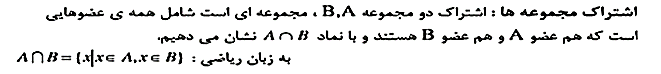 اشتراک مجموعه ها : اشتراک دو مجموعه B,A ، مجموعه ای است شامل همه ی عضوهایی
است که هم عضو A و هم عضو B هستند و با نماد A∩B نشان می دهیم.
به زبان ریاضی : A∩B={x|x∈A,x∈B}